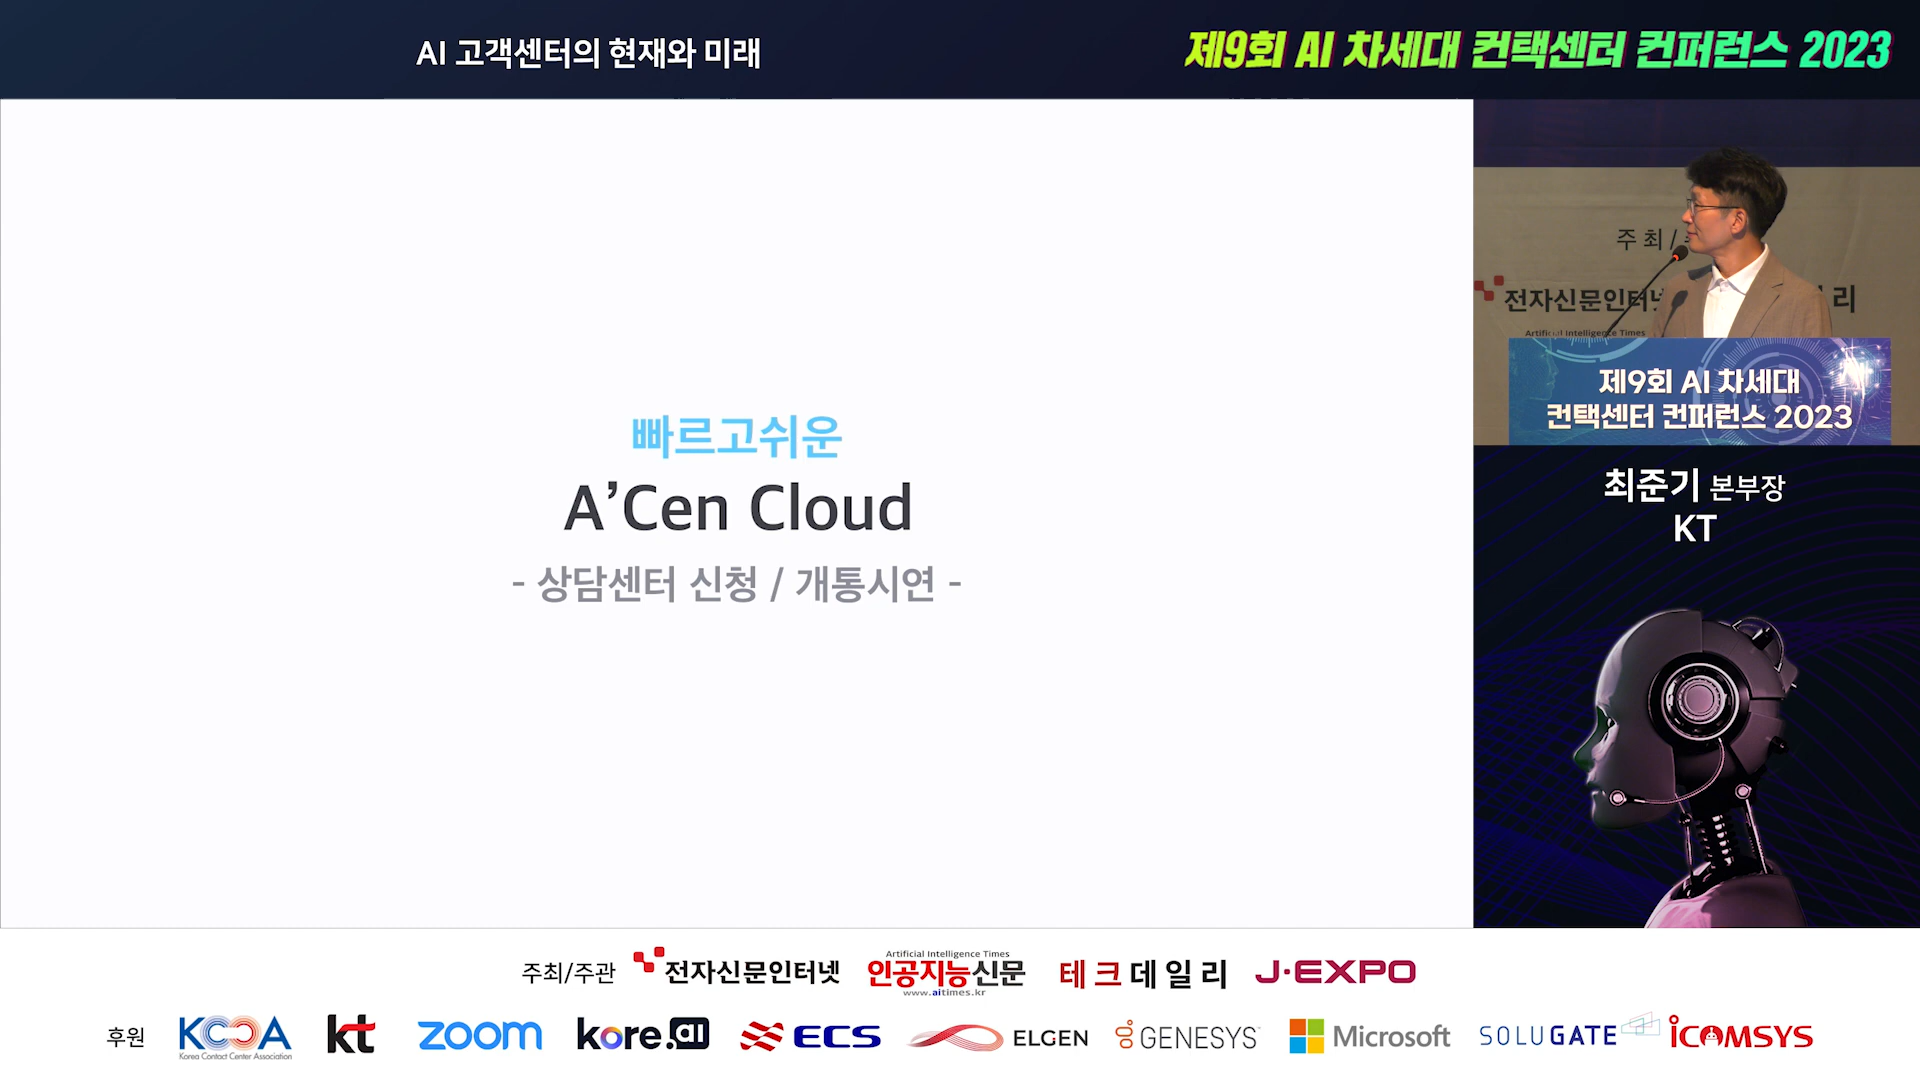 AI 고객센터의 현재와 미래
제9회 AI 차세대 컨택센터 컨퍼런스 2023
빠르고쉬운
A’Cen Cloud
- 상담센터 신청 / 개통시연 -
주 최 /
전자신문인터넷
리
Artificial Intelligence Times
제9회 AI 차세대
컨택센터 컨퍼런스 2023
최준기 본부장
KT
주최/주관 전자신문인터넷 Artificial Intelligence Times 인공지능신문 www.aitimes.kr 테크데일리 J·EXPO
후원 KCCA Korea Contact Center Association kt zoom kore.ai ECS ELGEN GENESYS Microsoft SOLUGATE iCOMSYS